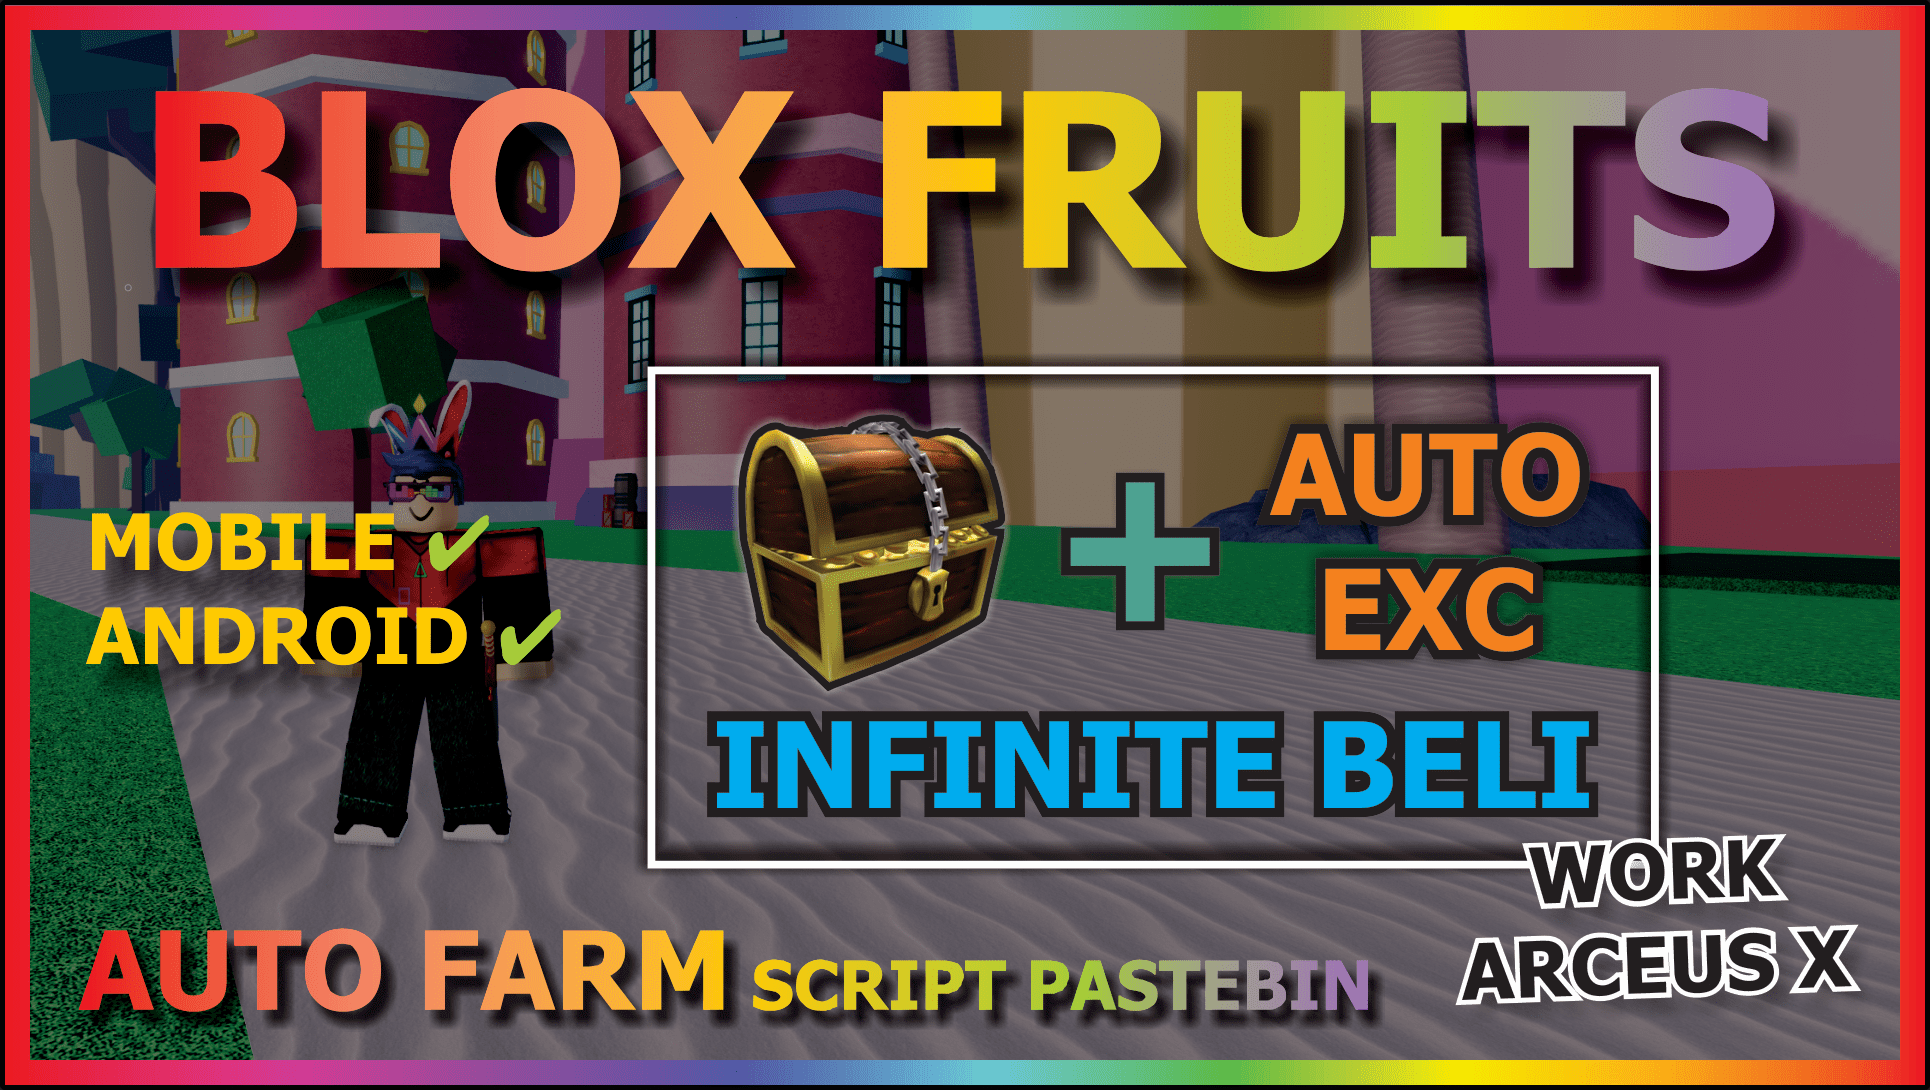 BLOX FRUITS
MOBILE ✔
ANDROID ✔
+
AUTO
EXC
INFINITE BELI
WORK
ARCEUS X
AUTO FARM SCRIPT PASTEBIN